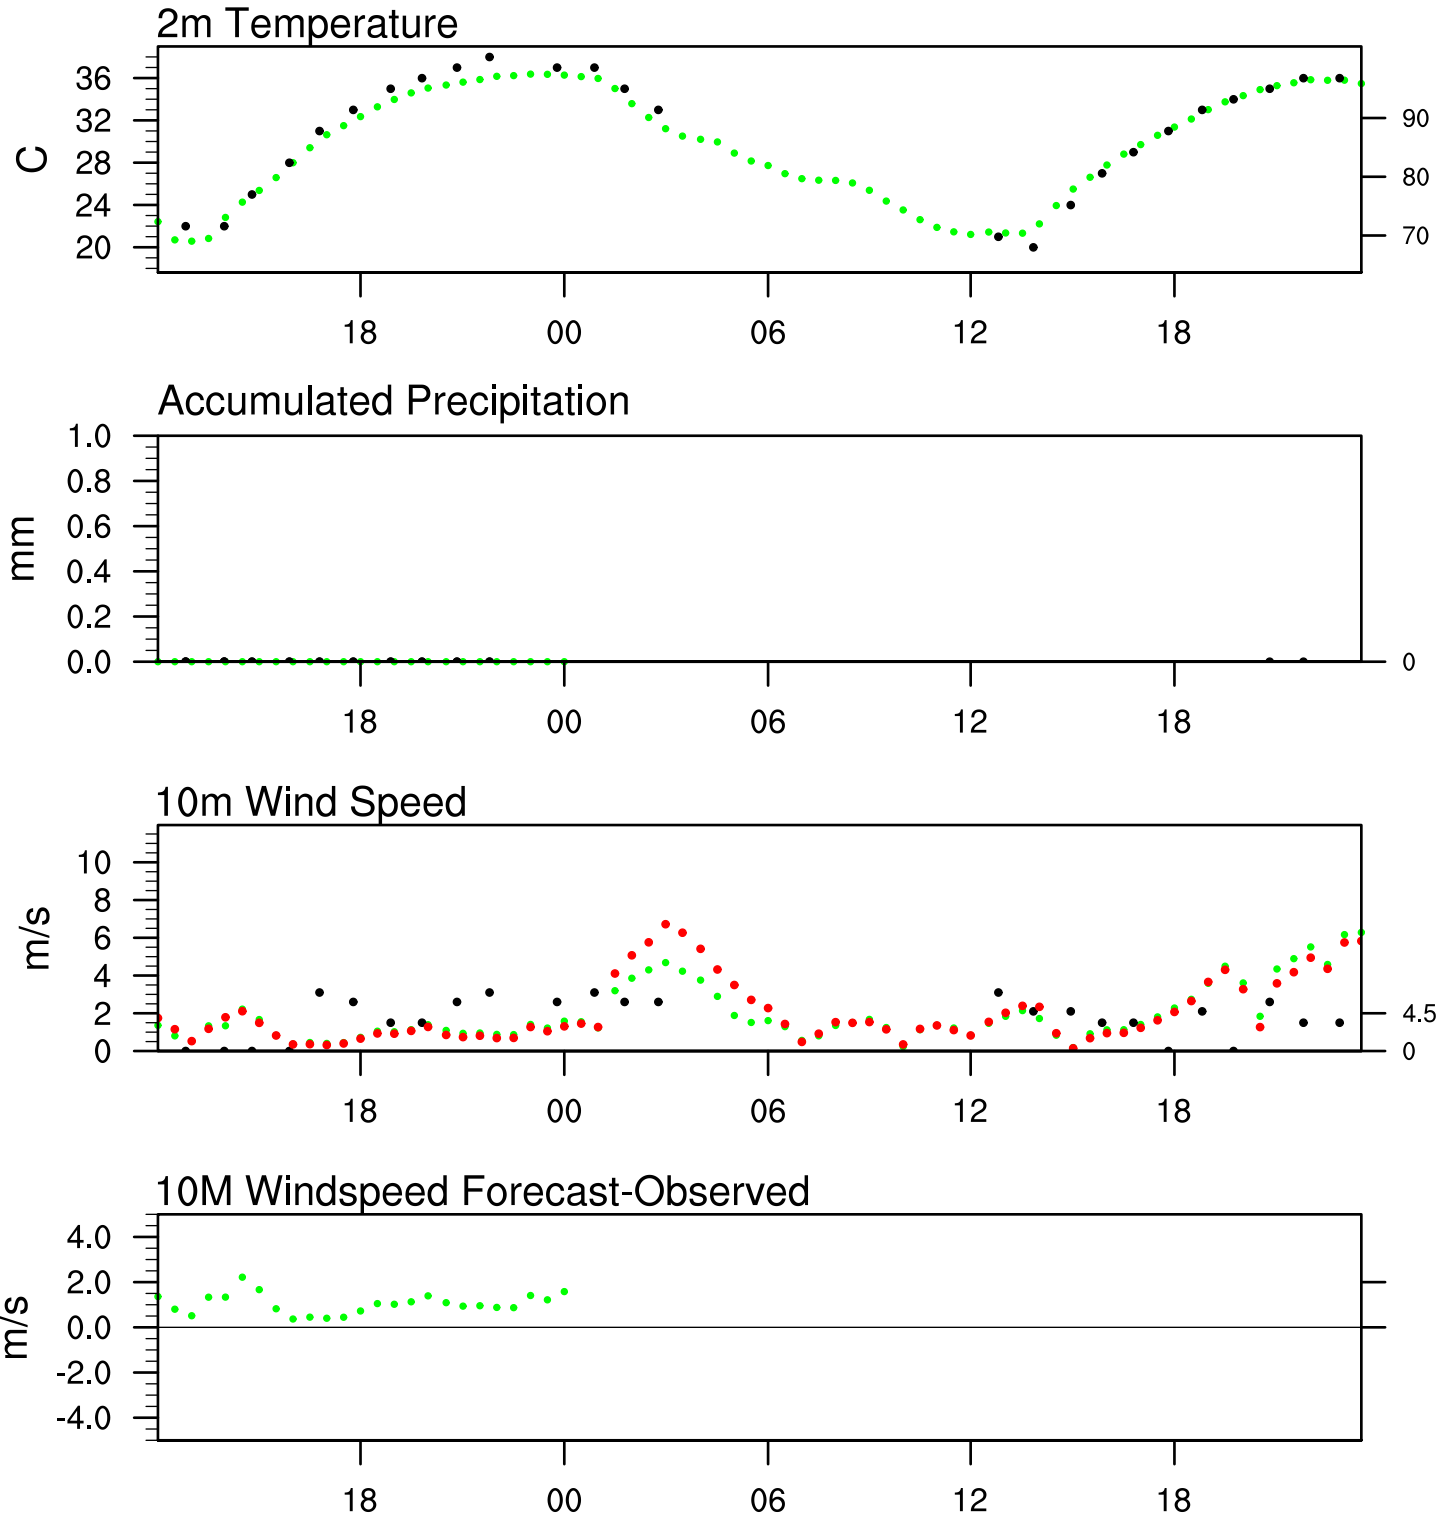 2m Temperature
36
32
28
24
20
C
90
80
70
18 00 06 12 18
Accumulated Precipitation
1.0
0.8
0.6
0.4
0.2
0.0
mm
0
18 00 06 12 18
10m Wind Speed
10
8
6
4
2
0
m/s
4.5
0
18 00 06 12 18
10M Windspeed Forecast-Observed
4.0
2.0
0.0
-2.0
-4.0
m/s
18 00 06 12 18